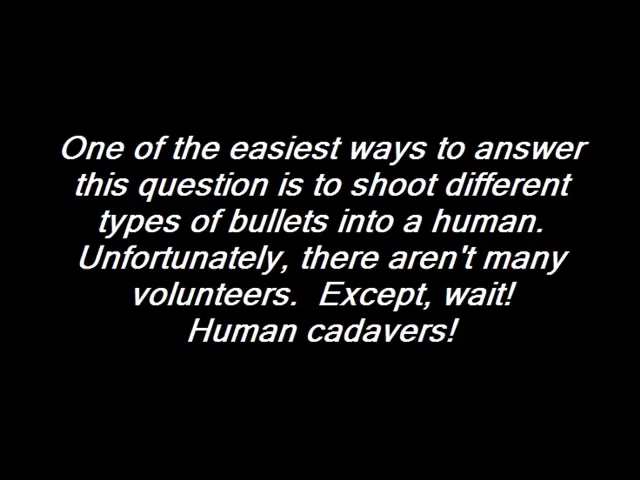 One of the easiest ways to answer
this question is to shoot different
types of bullets into a human.
Unfortunately, there aren't many
volunteers.  Except, wait!
Human cadavers!